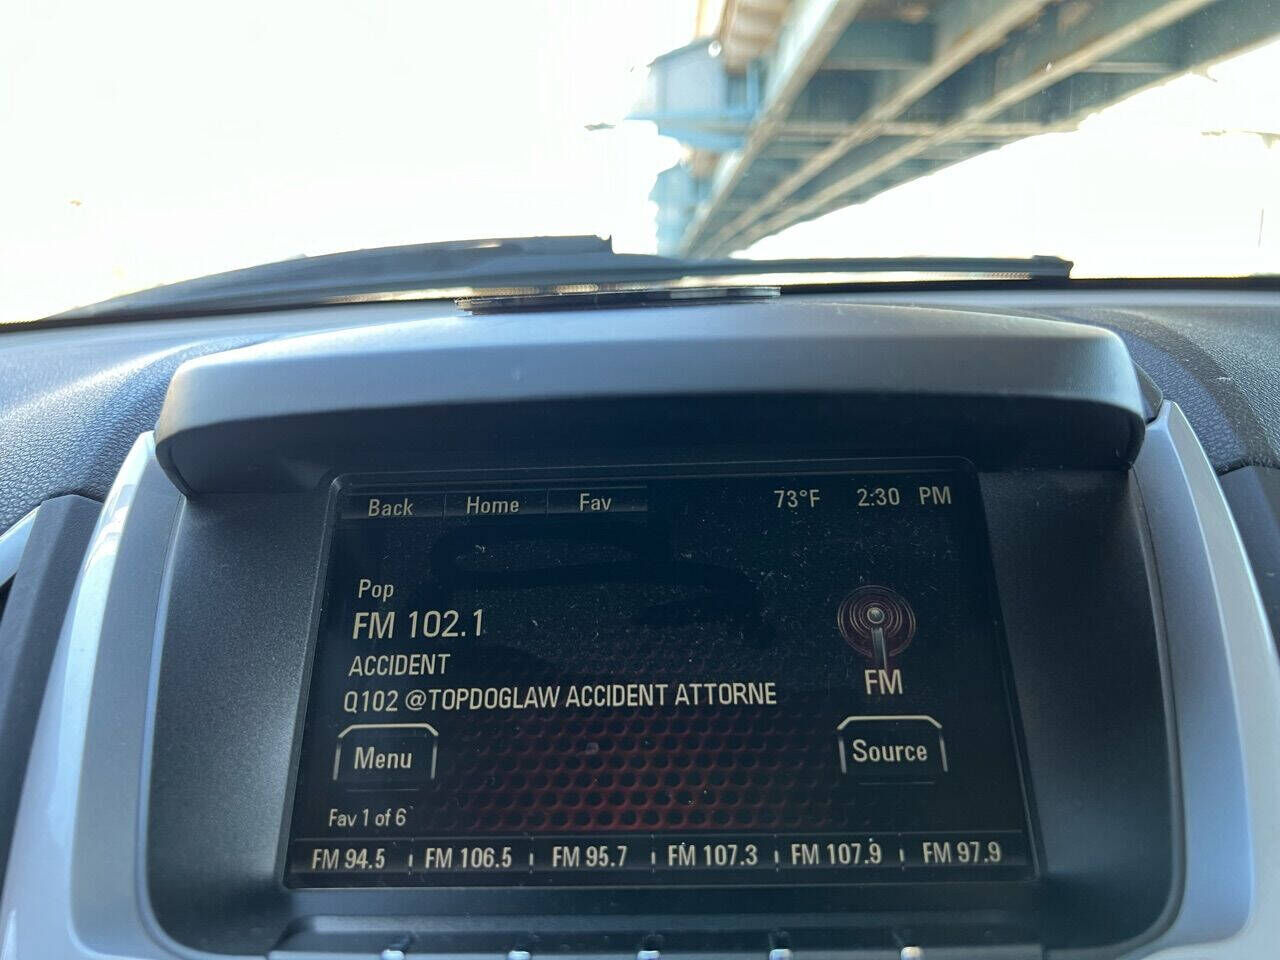 Back Home Fav 73°F 2:30 PM
Pop
FM 102.1
ACCIDENT
Q102 @TOPDOGLAW ACCIDENT ATTORNE
FM
Menu
Source
Fav 1 of 6
FM 94.5 FM 106.5 FM 95.7 FM 107.3 FM 107.9 FM 97.9